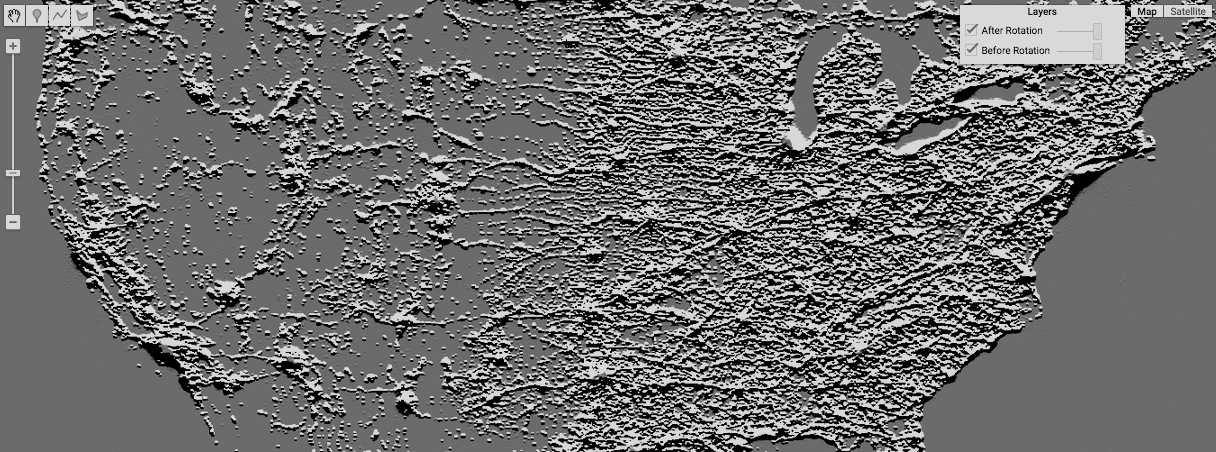 Layers
Map
Satellite
After Rotation
Before Rotation